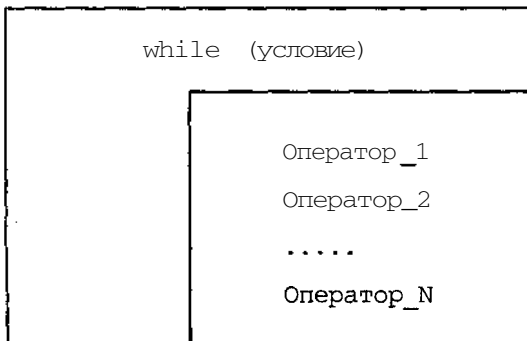 while (условие)
Оператор_1
Оператор_2
.....
Оператор_N